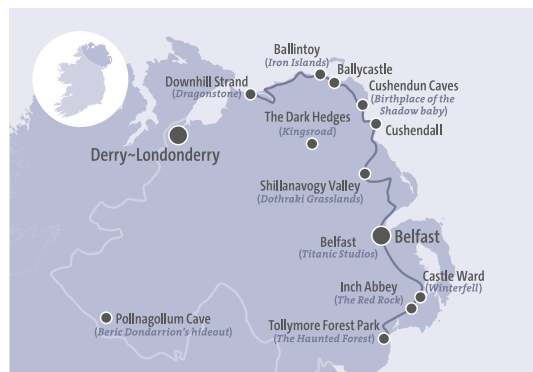 Ballintoy
(Iron Islands)
Ballycastle
Downhill Strand
(Dragonstone)
Cushendun Caves
(Birthplace of the
Shadow baby)
The Dark Hedges
(Kingsroad)
Cushendall
Derry~Londonderry
Shillanavogy Valley
(Dothraki Grasslands)
Belfast
(Titanic Studios)
Belfast
Castle Ward
(Winterfell)
Inch Abbey
(The Red Rock)
Pollnagollum Cave
(Beric Dondarrion's hideout)
Tollymore Forest Park
(The Haunted Forest)